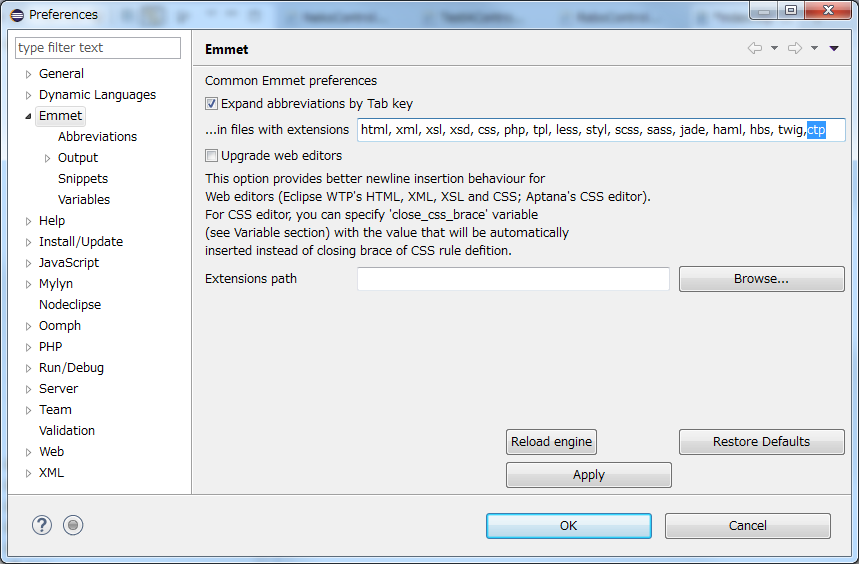 Preferences
type filter text
General
Dynamic Languages
Emmet
Abbreviations
Output
Snippets
Variables
Help
Install/Update
JavaScript
Mylyn
Nodeclipse
Oomph
PHP
Run/Debug
Server
Team
Validation
Web
XML
Emmet
Common Emmet preferences
Expand abbreviations by Tab key
...in files with extensions html, xml, xsl, xsd, css, php, tpl, less, styl, scss, sass, jade, haml, hbs, twig,ctp
Upgrade web editors
This option provides better newline insertion behaviour for
Web editors (Eclipse WTP's HTML, XML, XSL and CSS; Aptana's CSS editor).
For CSS editor, you can specify 'close_css_brace' variable
(see Variable section) with the value that will be automatically
inserted instead of closing brace of CSS rule defition.
Extensions path Browse...
Reload engine Restore Defaults
Apply
? OK Cancel